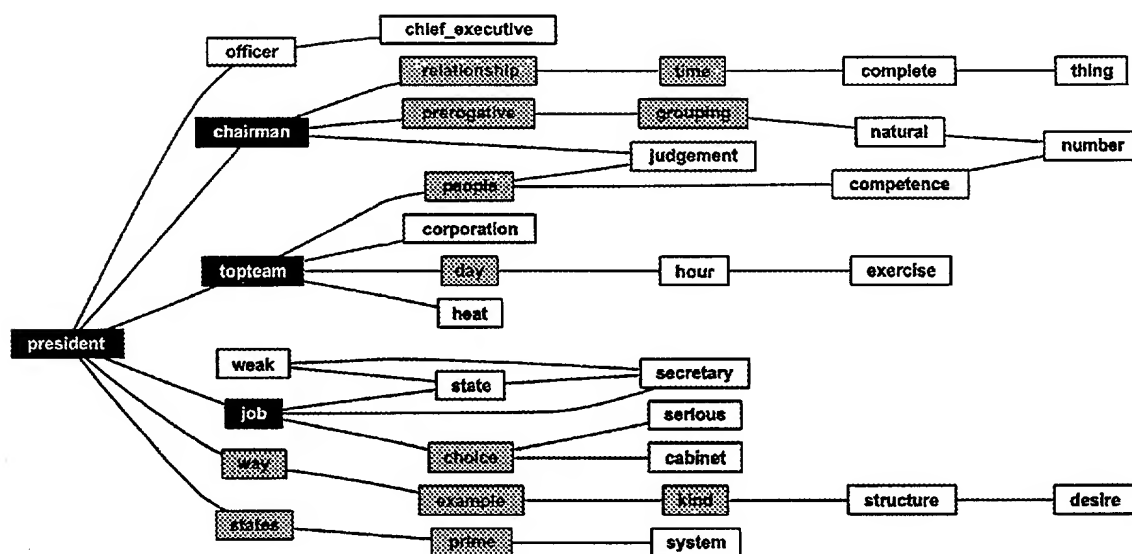 officer
chief_executive
relationship
time
complete
thing
chairman
prerogative
grouping
natural
number
judgement
people
competence
corporation
topteam
day
hour
exercise
heat
president
weak
state
secretary
job
serious
way
choice
cabinet
example
kind
structure
desire
states
prime
system